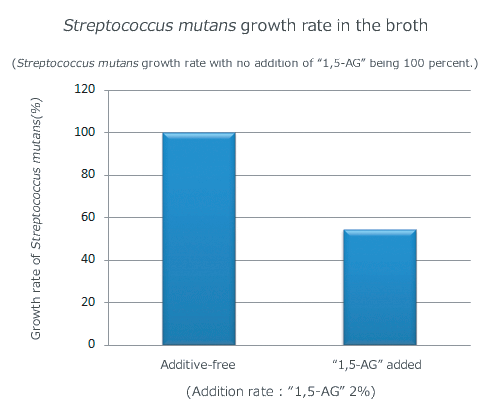 Streptococcus mutans growth rate in the broth
(Streptococcus mutans growth rate with no addition of “1,5-AG” being 100 percent.)
Growth rate of Streptococcus mutans(%)
120
100
80
60
40
20
0
Additive-free
“1,5-AG” added
(Addition rate : “1,5-AG” 2%)